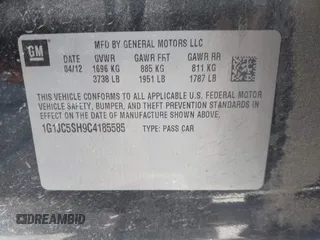 GM
MFD BY GENERAL MOTORS LLC
DATE GVWR GAWR FRT GAWR RR
04/12 1696 KG 885 KG 811 KG
3738 LB 1951 LB 1787 LB
THIS VEHICLE CONFORMS TO ALL APPLICABLE U.S. FEDERAL MOTOR
VEHICLE SAFETY, BUMPER, AND THEFT PREVENTION STANDARDS IN
EFFECT ON THE DATE OF MANUFACTURE SHOWN ABOVE.
1G1JC5SH9C4185585 TYPE: PASS CAR
DREAMBID